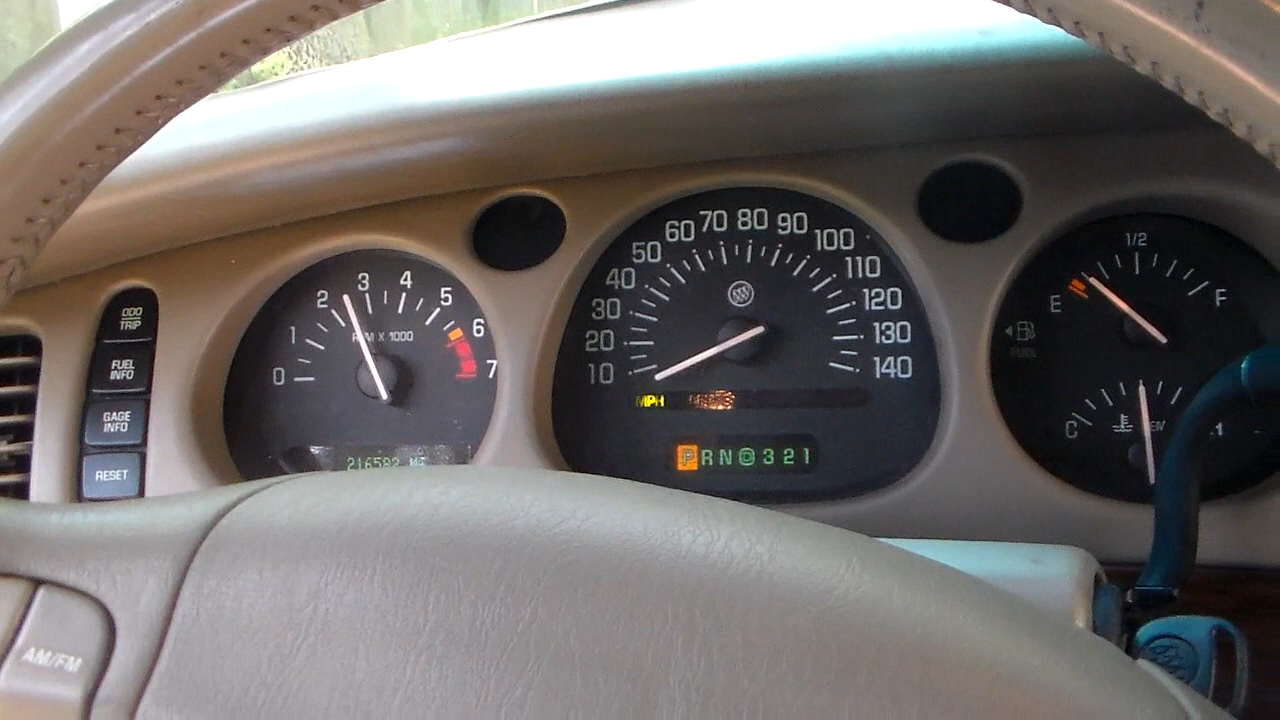 ODO
TRIP
FUEL
INFO
GAGE
INFO
RESET
0 1 2 3 4 5 6 7
RPM X 1000
216592 MI
10 20 30 40 50 60 70 80 90 100 110 120 130 140
MPH
P R N D 3 2 1
E 1/2 F
FUEL
C
AM/FM